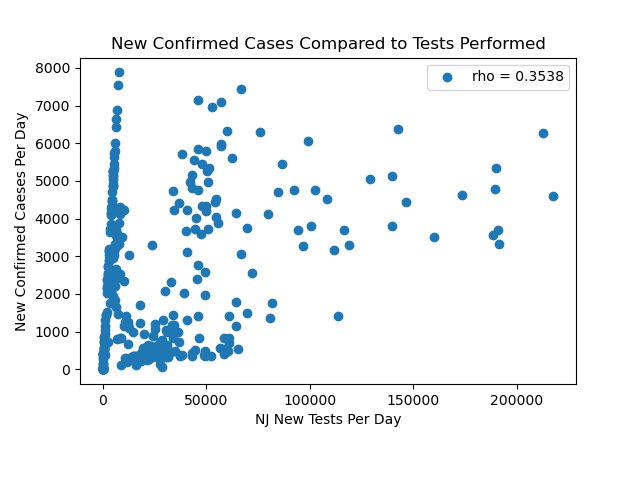 New Confirmed Cases Compared to Tests Performed
rho = 0.3538
New Confirmed Caeses Per Day
8000
7000
6000
5000
4000
3000
2000
1000
0
0 50000 100000 150000 200000
NJ New Tests Per Day